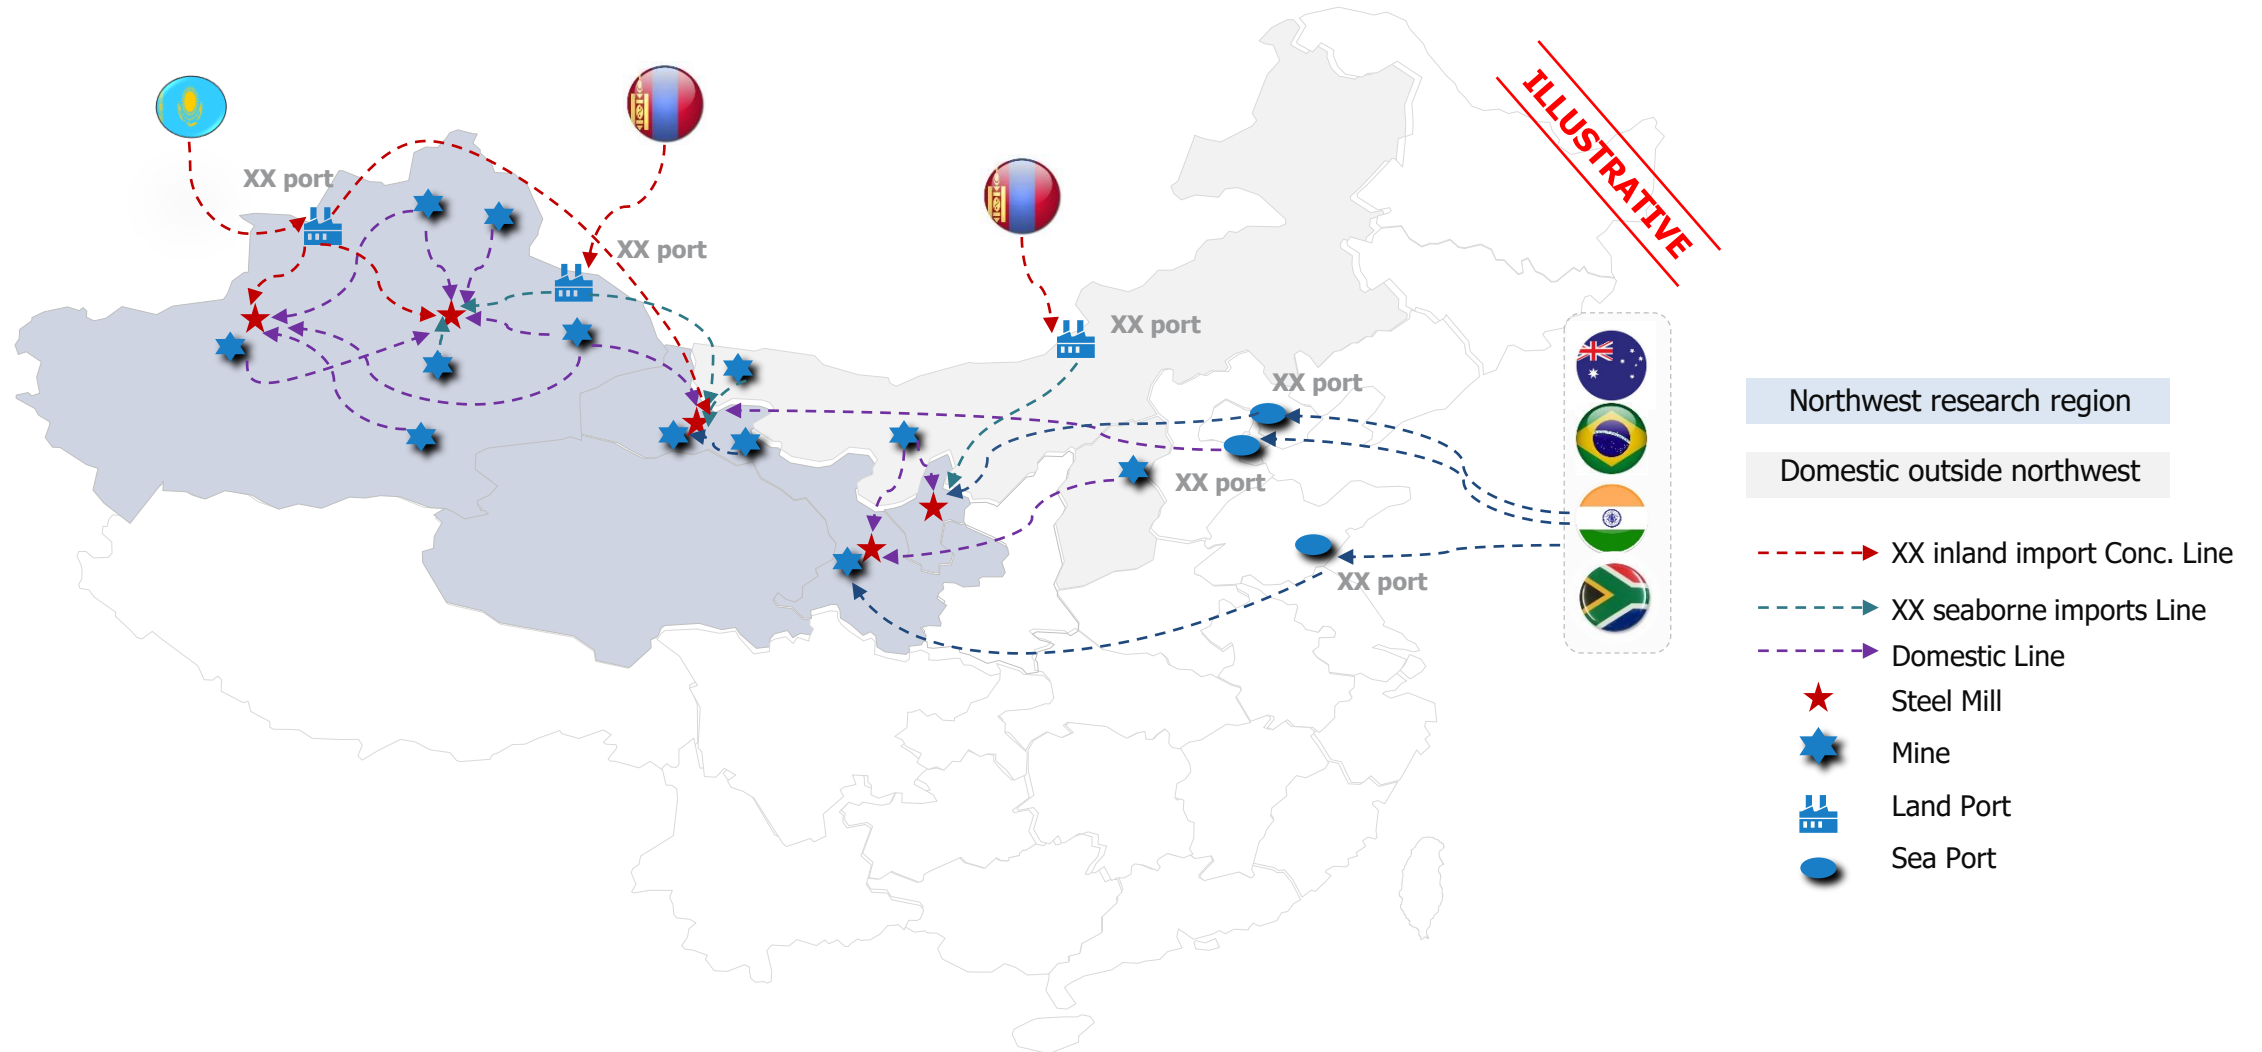 ILLUSTRATIVE
XX port
XX port
XX port
XX port
XX port
XX port
Northwest research region
Domestic outside northwest
XX inland import Conc. Line
XX seaborne imports Line
Domestic Line
Steel Mill
Mine
Land Port
Sea Port